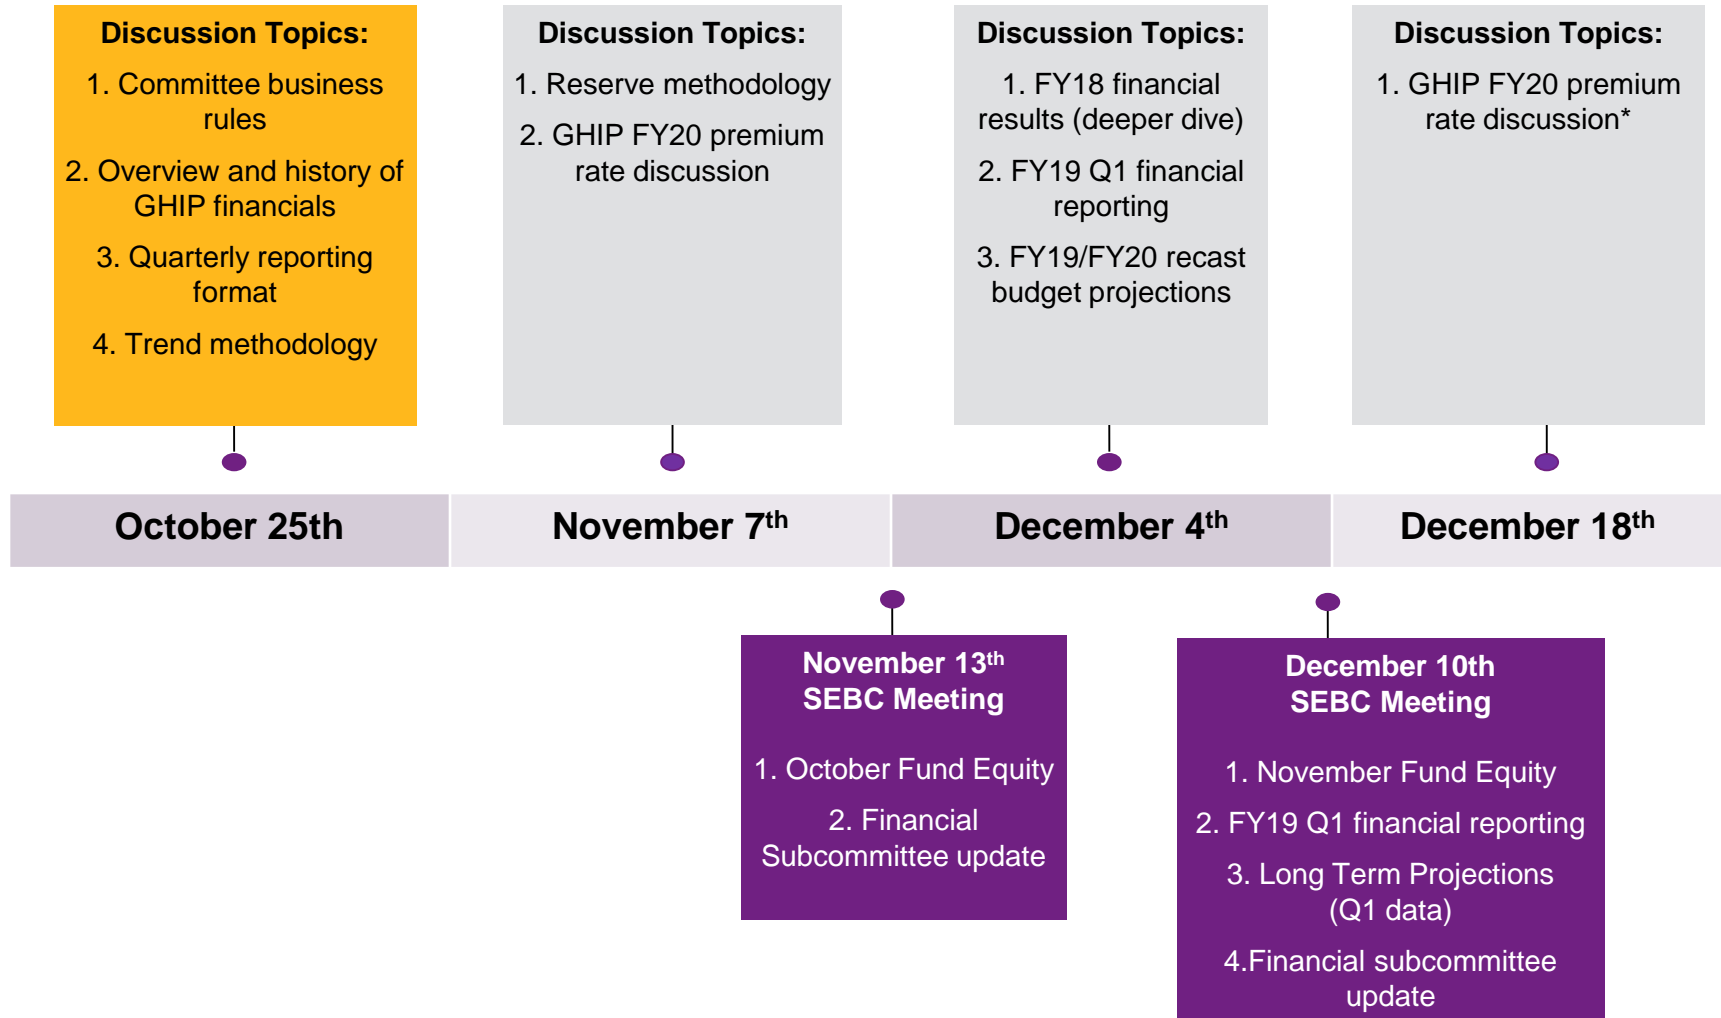 Discussion Topics:
1. Committee business
rules
2. Overview and history of
GHIP financials
3. Quarterly reporting
format
4. Trend methodology
Discussion Topics:
1. Reserve methodology
2. GHIP FY20 premium
rate discussion
Discussion Topics:
1. FY18 financial
results (deeper dive)
2. FY19 Q1 financial
reporting
3. FY19/FY20 recast
budget projections
Discussion Topics:
1. GHIP FY20 premium
rate discussion*
October 25th
November 7th
December 4th
December 18th
November 13th
SEBC Meeting
1. October Fund Equity
2. Financial
Subcommittee update
December 10th
SEBC Meeting
1. November Fund Equity
2. FY19 Q1 financial reporting
3. Long Term Projections
(Q1 data)
4.Financial subcommittee
update